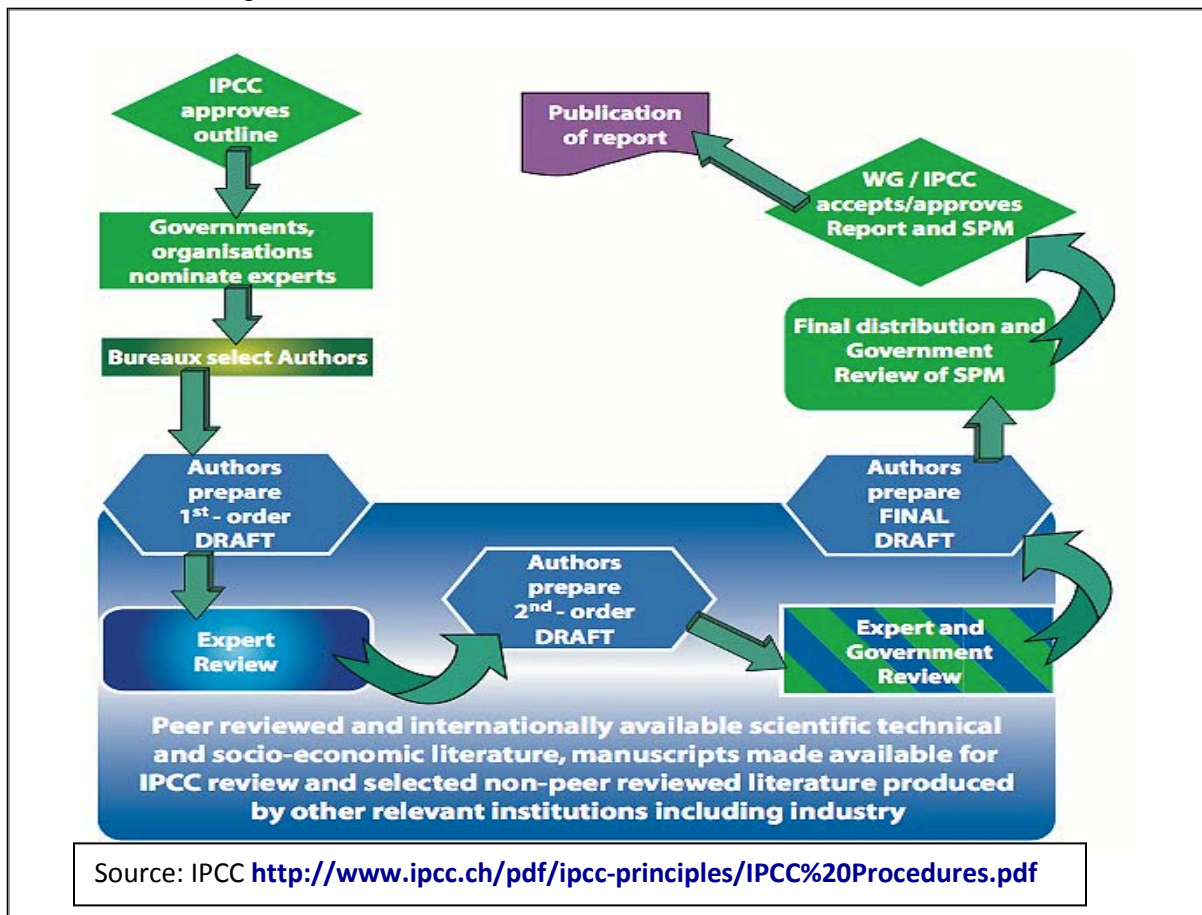 IPCC
approves
outline
Governments,
organisations
nominate experts
Bureaux select Authors
Authors
prepare
1st - order
DRAFT
Expert
Review
Authors
prepare
2nd - order
DRAFT
Expert and
Government
Review
Authors
prepare
FINAL
DRAFT
Final distribution and
Government
Review of SPM
WG / IPCC
accepts/approves
Report and SPM
Publication
of report
Peer reviewed and internationally available scientific technical
and socio-economic literature, manuscripts made available for
IPCC review and selected non-peer reviewed literature produced
by other relevant institutions including industry
Source: IPCC http://www.ipcc.ch/pdf/ipcc-principles/IPCC%20Procedures.pdf